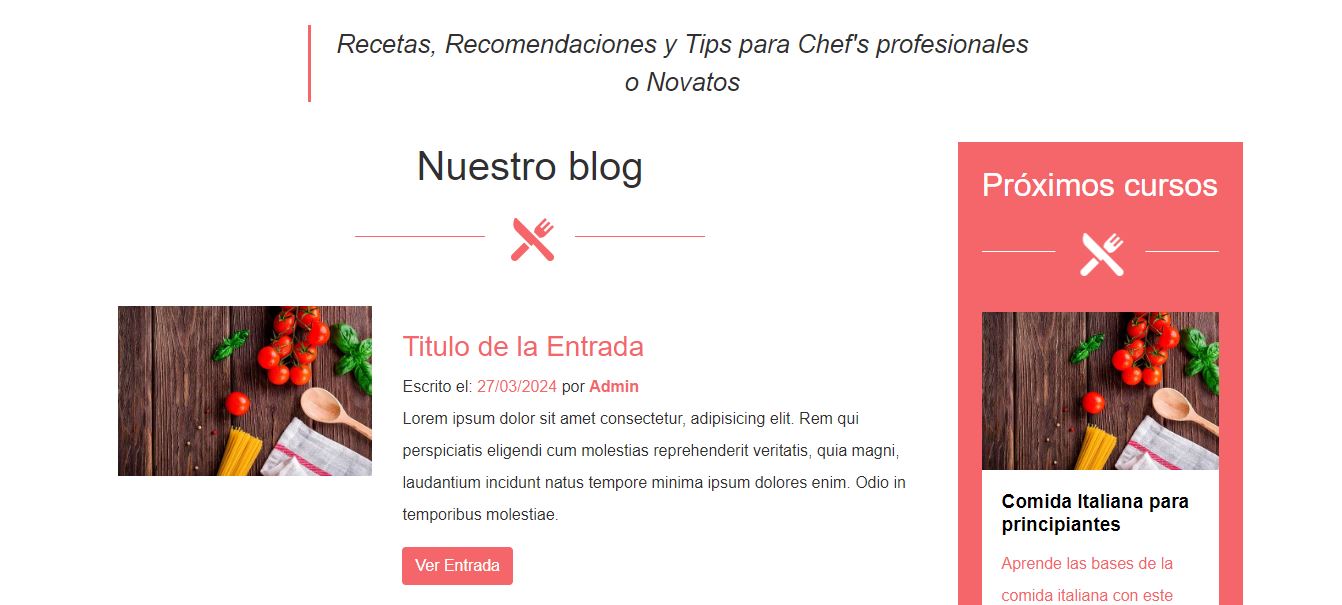 Recetas, Recomendaciones y Tips para Chef's profesionales
o Novatos
Nuestro blog
Titulo de la Entrada
Escrito el: 27/03/2024 por Admin
Lorem ipsum dolor sit amet consectetur, adipisicing elit. Rem qui
perspiciatis eligendi cum molestias reprehenderit veritatis, quia magni,
laudantium incidunt natus tempore minima ipsum dolores enim. Odio in
temporibus molestiae.
Ver Entrada
Próximos cursos
Comida Italiana para
principiantes
Aprende las bases de la
comida italiana con este